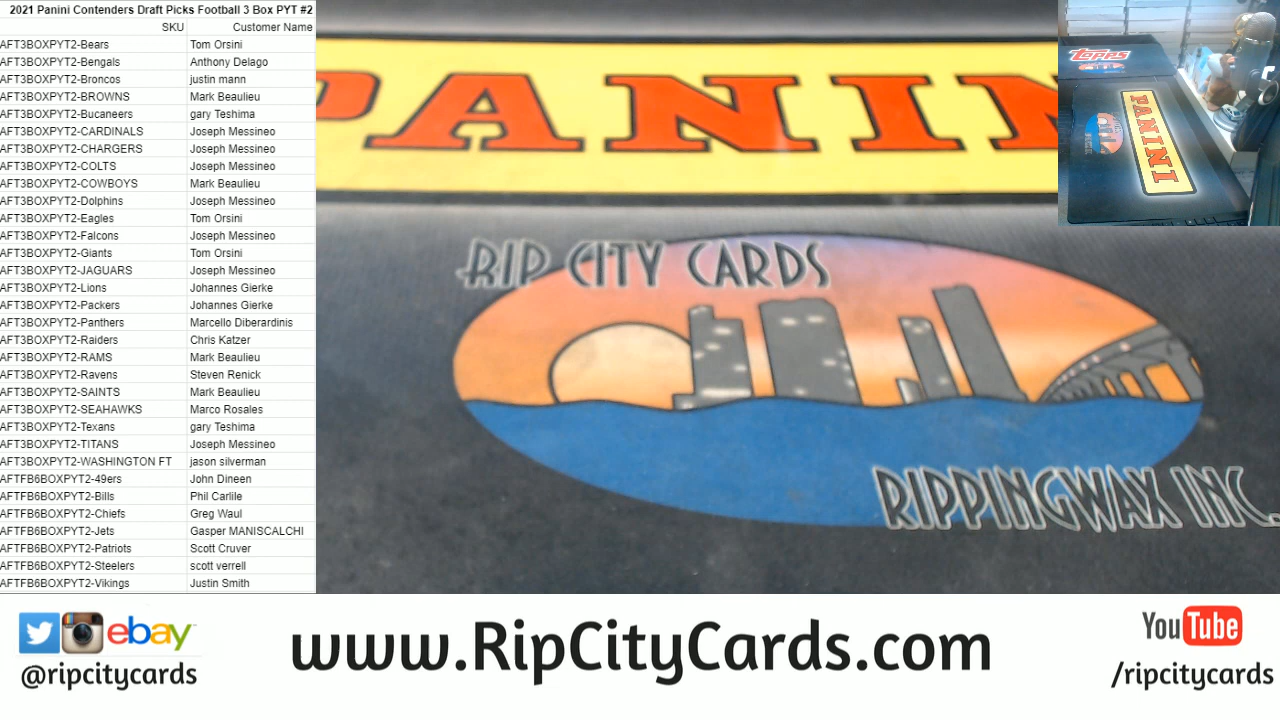 2021 Panini Contenders Draft Picks Football 3 Box PYT #2
SKU Customer Name
AFT3BOXPYT2-Bears Tom Orsini
AFT3BOXPYT2-Bengals Anthony Delago
AFT3BOXPYT2-Broncos justin mann
AFT3BOXPYT2-BROWNS Mark Beaulieu
AFT3BOXPYT2-Bucaneers gary Teshima
AFT3BOXPYT2-CARDINALS Joseph Messineo
AFT3BOXPYT2-CHARGERS Joseph Messineo
AFT3BOXPYT2-COLTS Joseph Messineo
AFT3BOXPYT2-COWBOYS Mark Beaulieu
AFT3BOXPYT2-Dolphins Joseph Messineo
AFT3BOXPYT2-Eagles Tom Orsini
AFT3BOXPYT2-Falcons Joseph Messineo
AFT3BOXPYT2-Giants Tom Orsini
AFT3BOXPYT2-JAGUARS Joseph Messineo
AFT3BOXPYT2-Lions Johannes Gierke
AFT3BOXPYT2-Packers Johannes Gierke
AFT3BOXPYT2-Panthers Marcello Diberardinis
AFT3BOXPYT2-Raiders Chris Katzer
AFT3BOXPYT2-RAMS Mark Beaulieu
AFT3BOXPYT2-Ravens Steven Renick
AFT3BOXPYT2-SAINTS Mark Beaulieu
AFT3BOXPYT2-SEAHAWKS Marco Rosales
AFT3BOXPYT2-Texans gary Teshima
AFT3BOXPYT2-TITANS Joseph Messineo
AFT3BOXPYT2-WASHINGTON FT jason silverman
AFTFB6BOXPYT2-49ers John Dineen
AFTFB6BOXPYT2-Bills Phil Carlile
AFTFB6BOXPYT2-Chiefs Greg Waul
AFTFB6BOXPYT2-Jets Gasper MANISCALCHI
AFTFB6BOXPYT2-Patriots Scott Cruver
AFTFB6BOXPYT2-Steelers scott verrell
AFTFB6BOXPYT2-Vikings Justin Smith
PANIN
RIP CITY CARDS
RIPPINGWAX INC.
Topps
PANINI
ebay
@ripcitycards
www.RipCityCards.com
YouTube
/ripcitycards